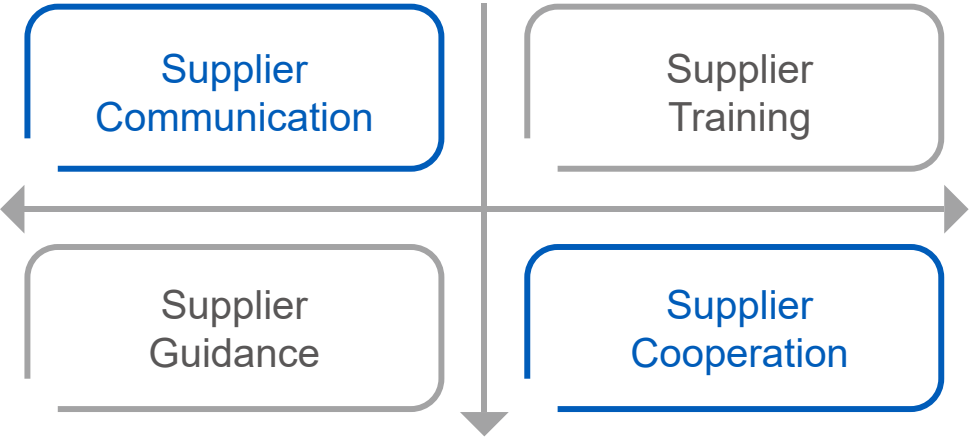 Supplier
Communication
Supplier
Training
Supplier
Guidance
Supplier
Cooperation